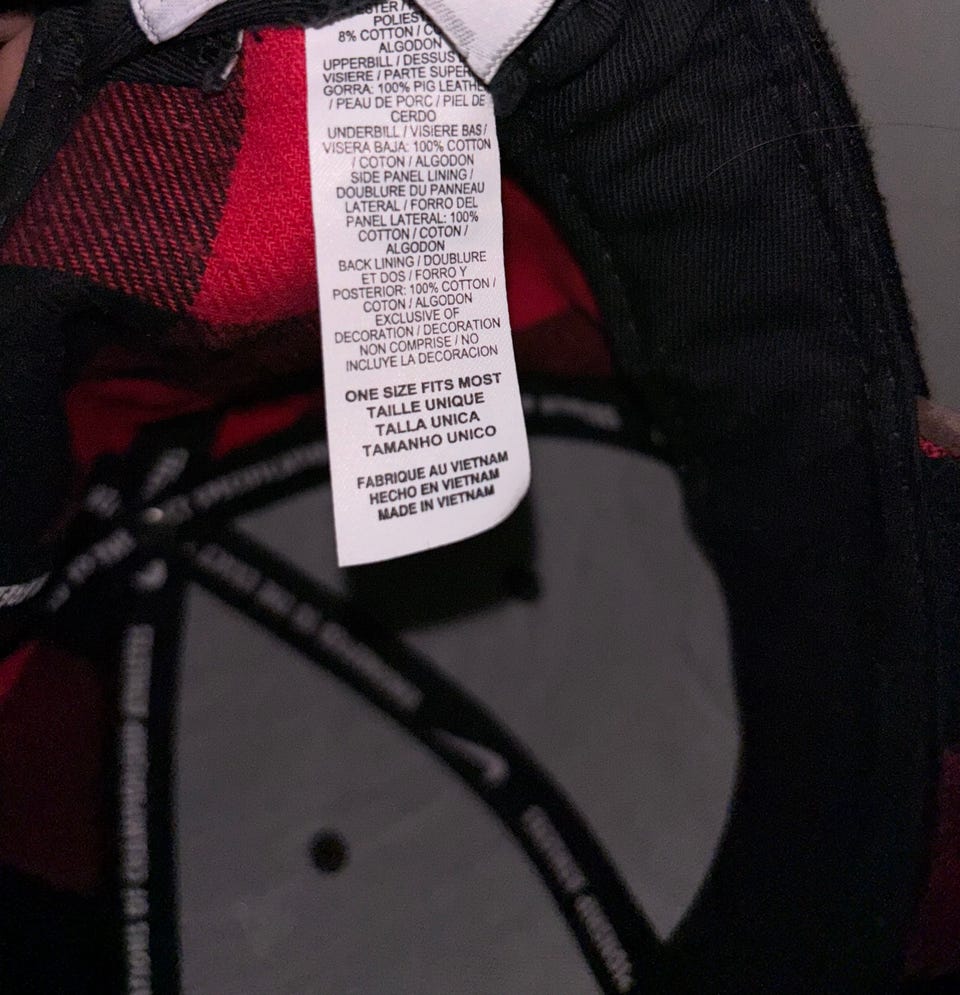 POLIES
8% COTTON / CO
ALGODON
UPPERBILL / DESSUS
VISIERE / PARTE SUPER
GORRA: 100% PIG LEATHE
/ PEAU DE PORC / PIEL DE
CERDO
UNDERBILL / VISIERE BAS /
VISERA BAJA: 100% COTTON
/ COTON / ALGODON
SIDE PANEL LINING /
DOUBLURE DU PANNEAU
LATERAL / FORRO DEL
PANEL LATERAL: 100%
COTTON / COTON /
ALGODON
BACK LINING / DOUBLURE
ET DOS / FORRO Y
POSTERIOR: 100% COTTON /
COTON / ALGODON
EXCLUSIVE OF
DECORATION / DECORATION
NON COMPRISE / NO
INCLUYE LA DECORACION
ONE SIZE FITS MOST
TAILLE UNIQUE
TALLA UNICA
TAMANHO UNICO
FABRIQUE AU VIETNAM
HECHO EN VIETNAM
MADE IN VIETNAM